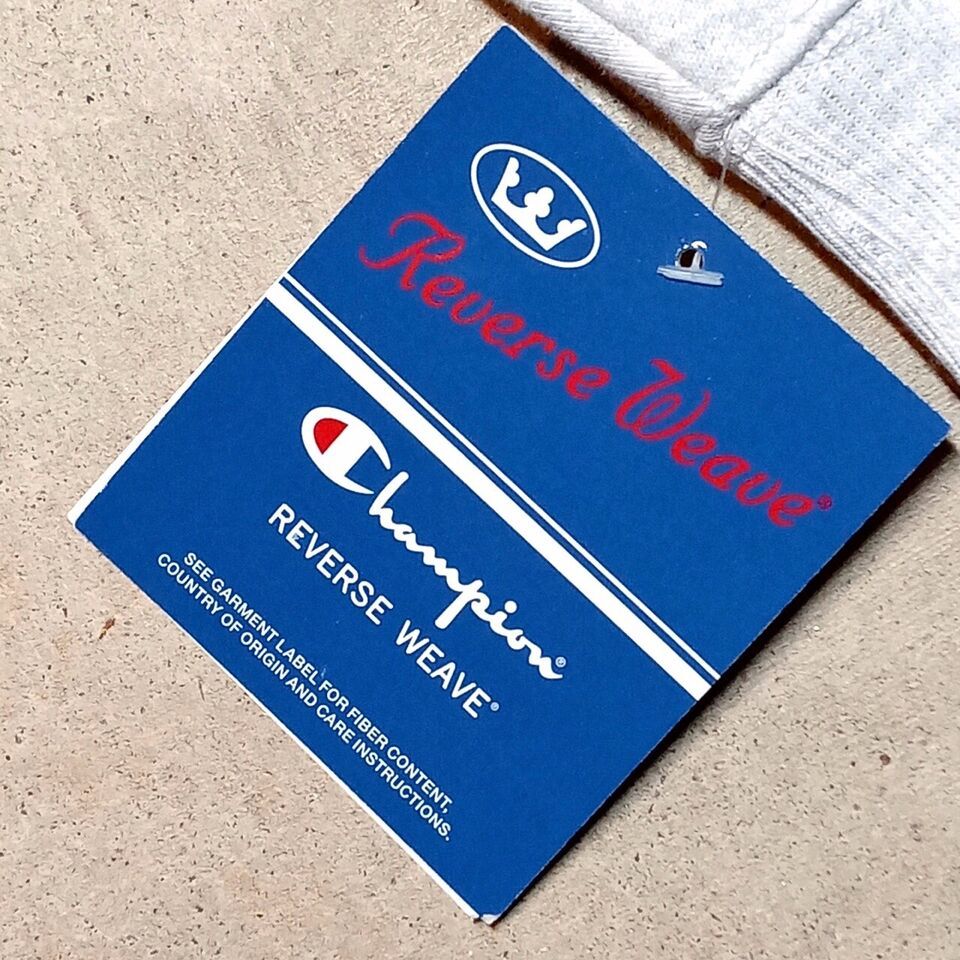 Reverse Weave®
Champion®
REVERSE WEAVE®
SEE GARMENT LABEL FOR FIBER CONTENT,
COUNTRY OF ORIGIN AND CARE INSTRUCTIONS.